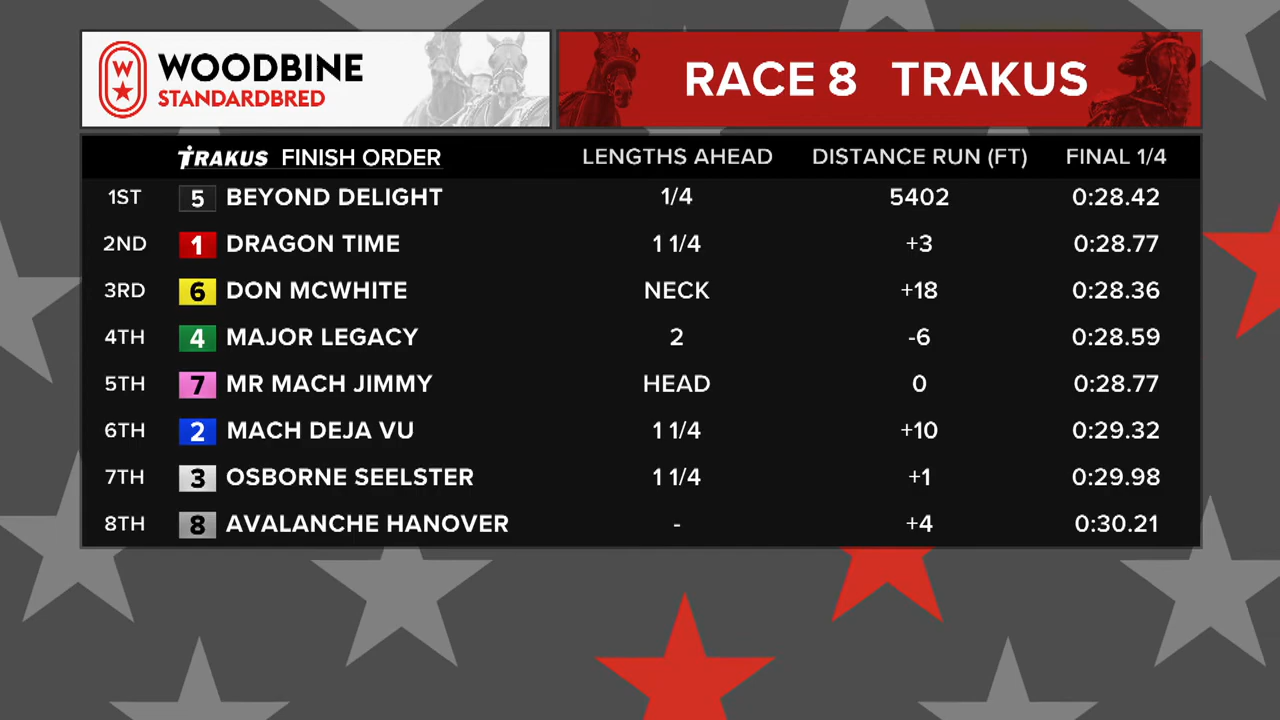 W
WOODBINE
STANDARDBRED
RACE 8 TRAKUS
TRAKUS FINISH ORDER LENGTHS AHEAD DISTANCE RUN (FT) FINAL 1/4
1ST 5 BEYOND DELIGHT 1/4 5402 0:28.42
2ND 1 DRAGON TIME 1 1/4 +3 0:28.77
3RD 6 DON MCWHITE NECK +18 0:28.36
4TH 4 MAJOR LEGACY 2 -6 0:28.59
5TH 7 MR MACH JIMMY HEAD 0 0:28.77
6TH 2 MACH DEJA VU 1 1/4 +10 0:29.32
7TH 3 OSBORNE SEELSTER 1 1/4 +1 0:29.98
8TH 8 AVALANCHE HANOVER - +4 0:30.21